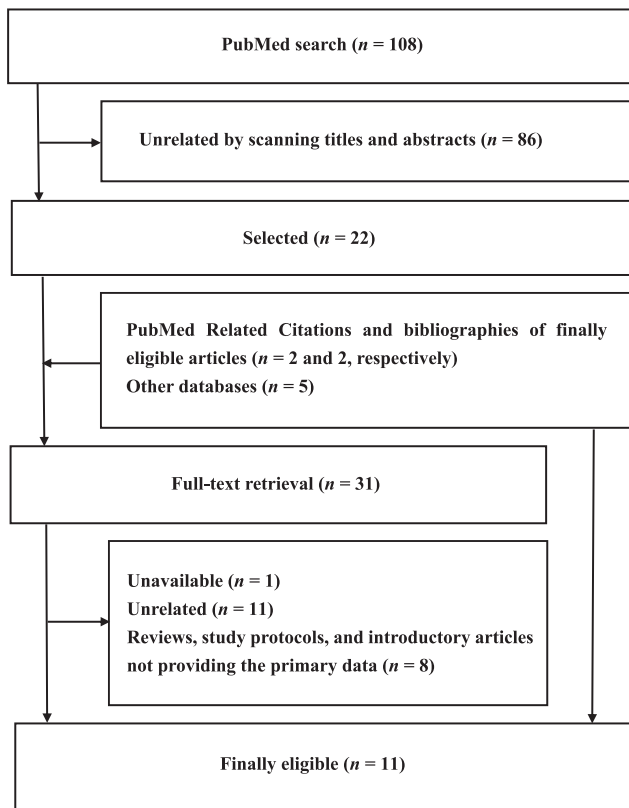 PubMed search (n = 108)
Unrelated by scanning titles and abstracts (n = 86)
Selected (n = 22)
PubMed Related Citations and bibliographies of finally
eligible articles (n = 2 and 2, respectively)
Other databases (n = 5)
Full-text retrieval (n = 31)
Unavailable (n = 1)
Unrelated (n = 11)
Reviews, study protocols, and introductory articles
not providing the primary data (n = 8)
Finally eligible (n = 11)